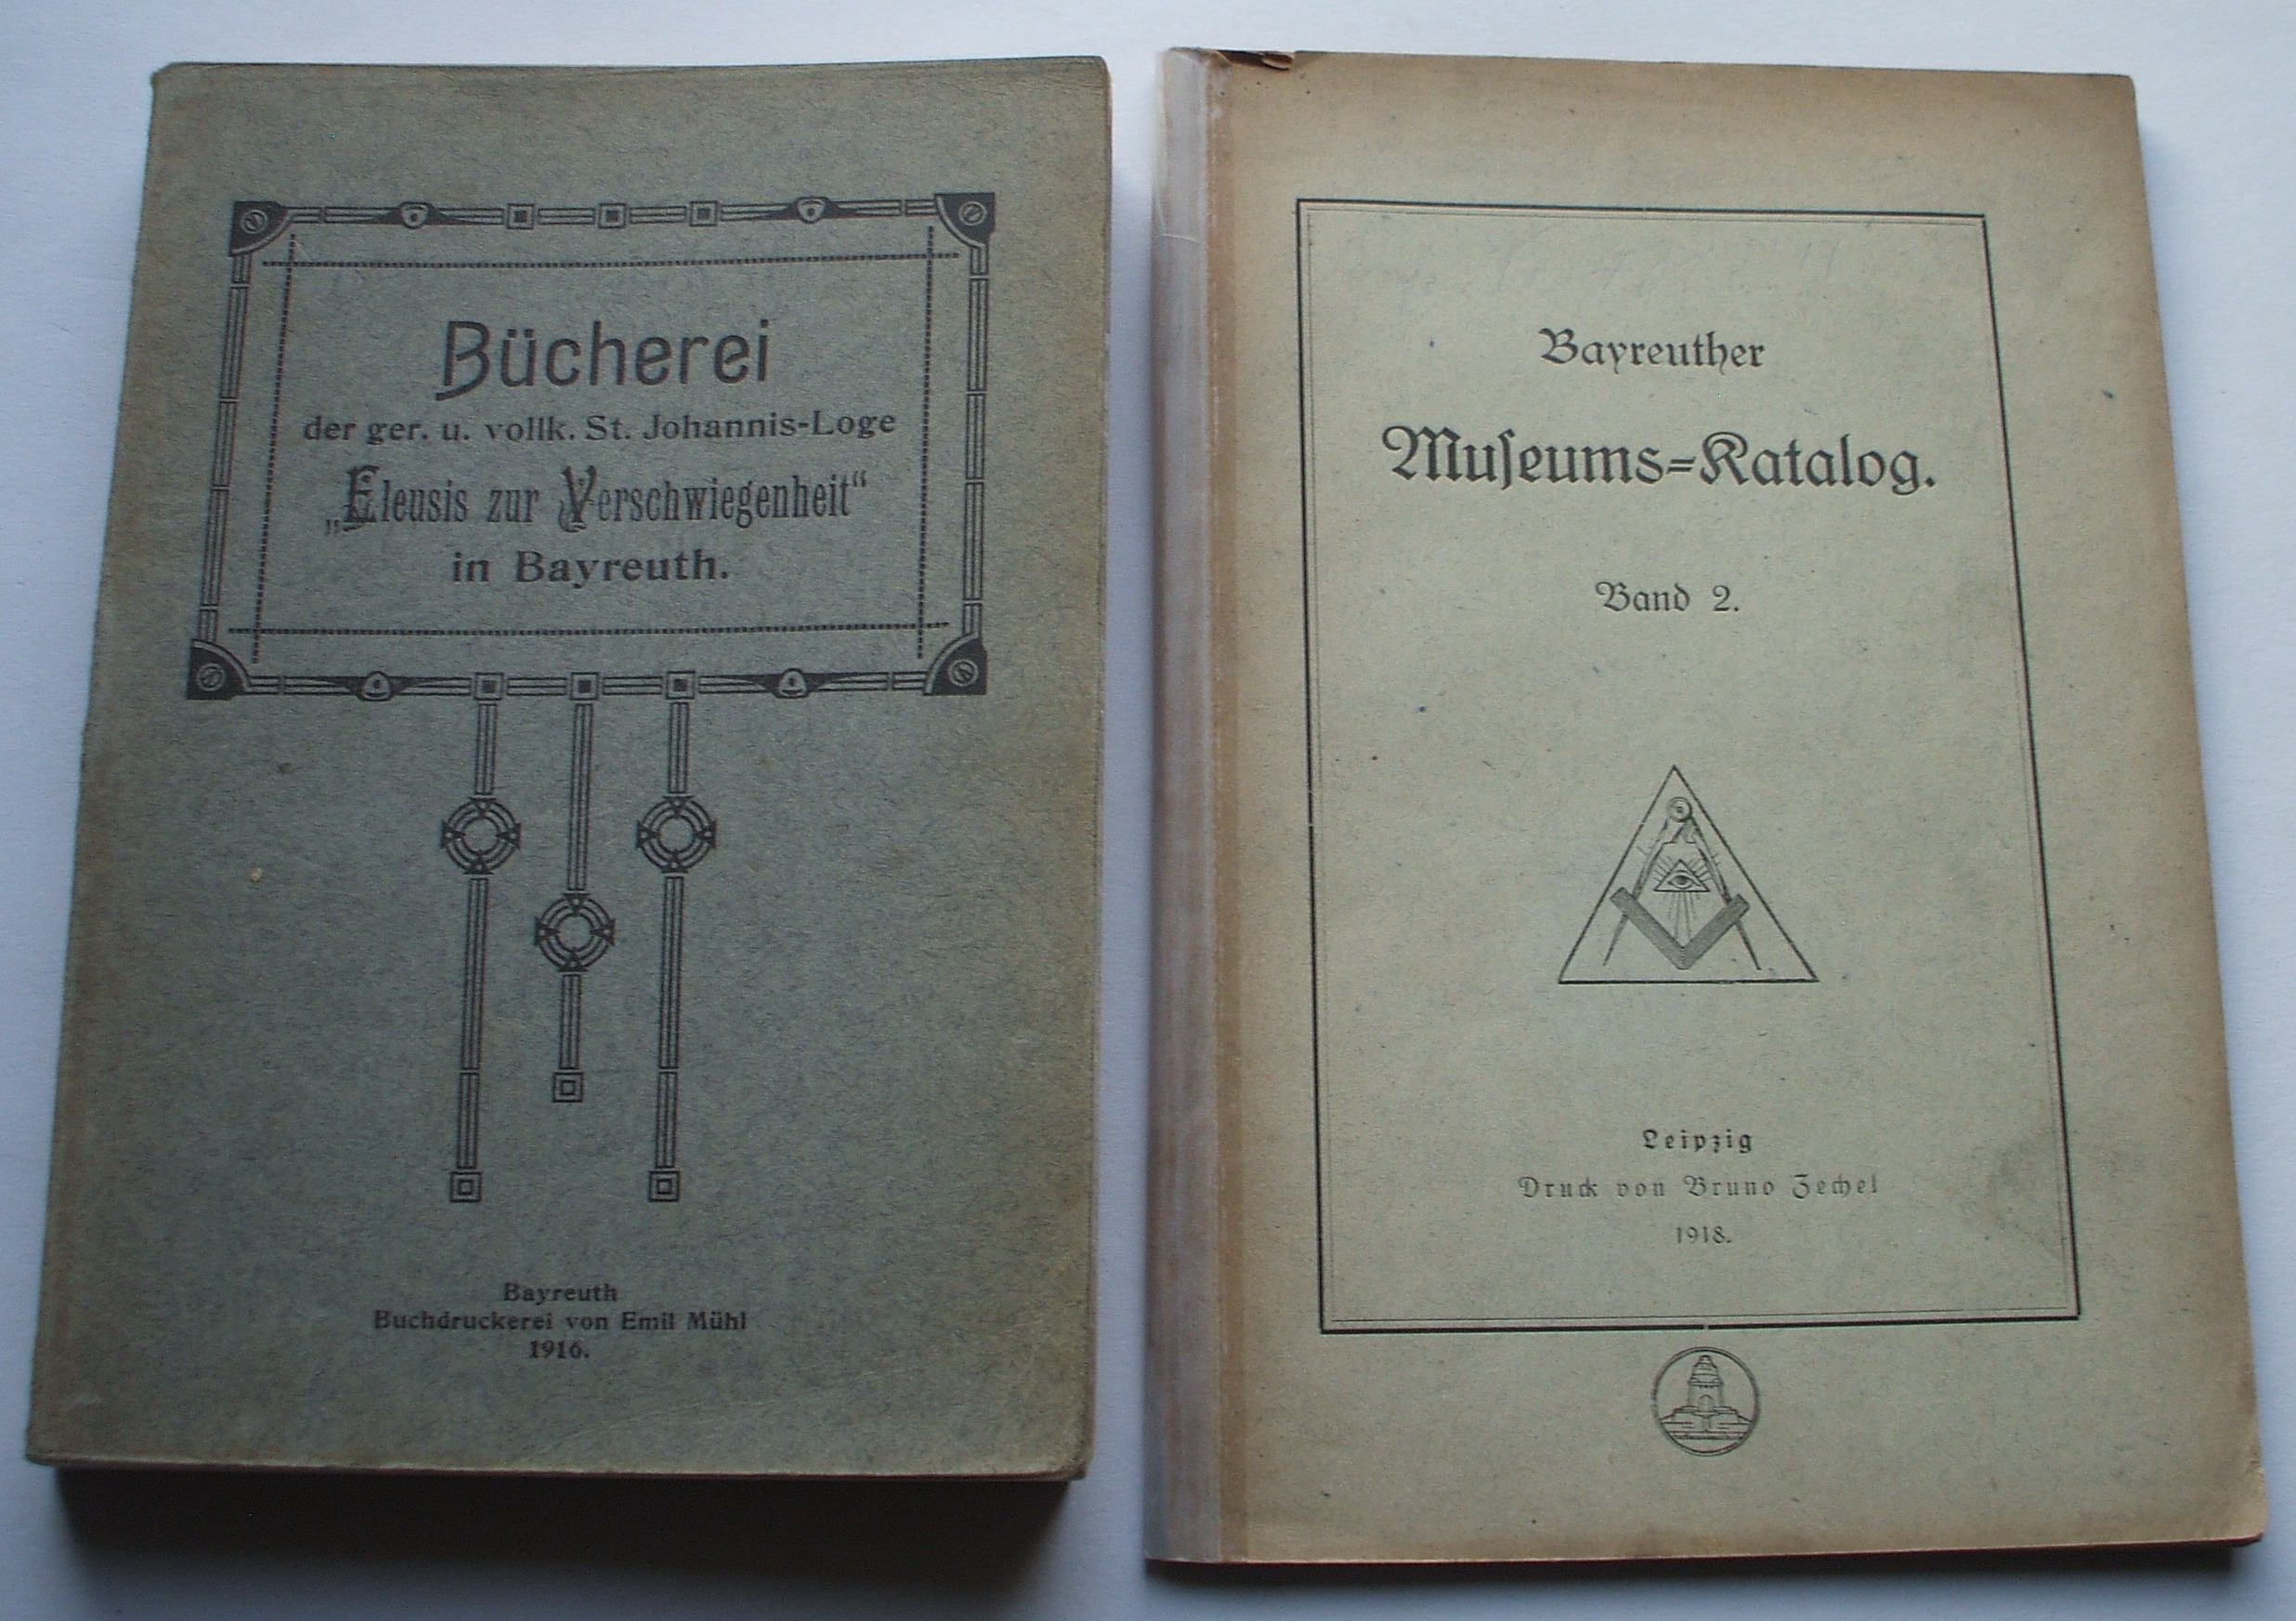 Bücherei
der ger. u. vollk. St. Johannis-Loge
„Eleusis zur Verschwiegenheit“
in Bayreuth.
Bayreuth
Buchdruckerei von Emil Mühl
1916.
Bayreuther
Muſeums=Katalog.
Band 2.
Leipzig
Druck von Bruno Zechel
1918.